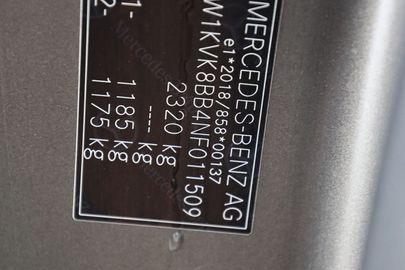 MERCEDES-BENZ AG
e1*2018/858*00137
W1KVK8BB4NF011509
2320 kg
---- kg
1- 1185 kg
2- 1175 kg